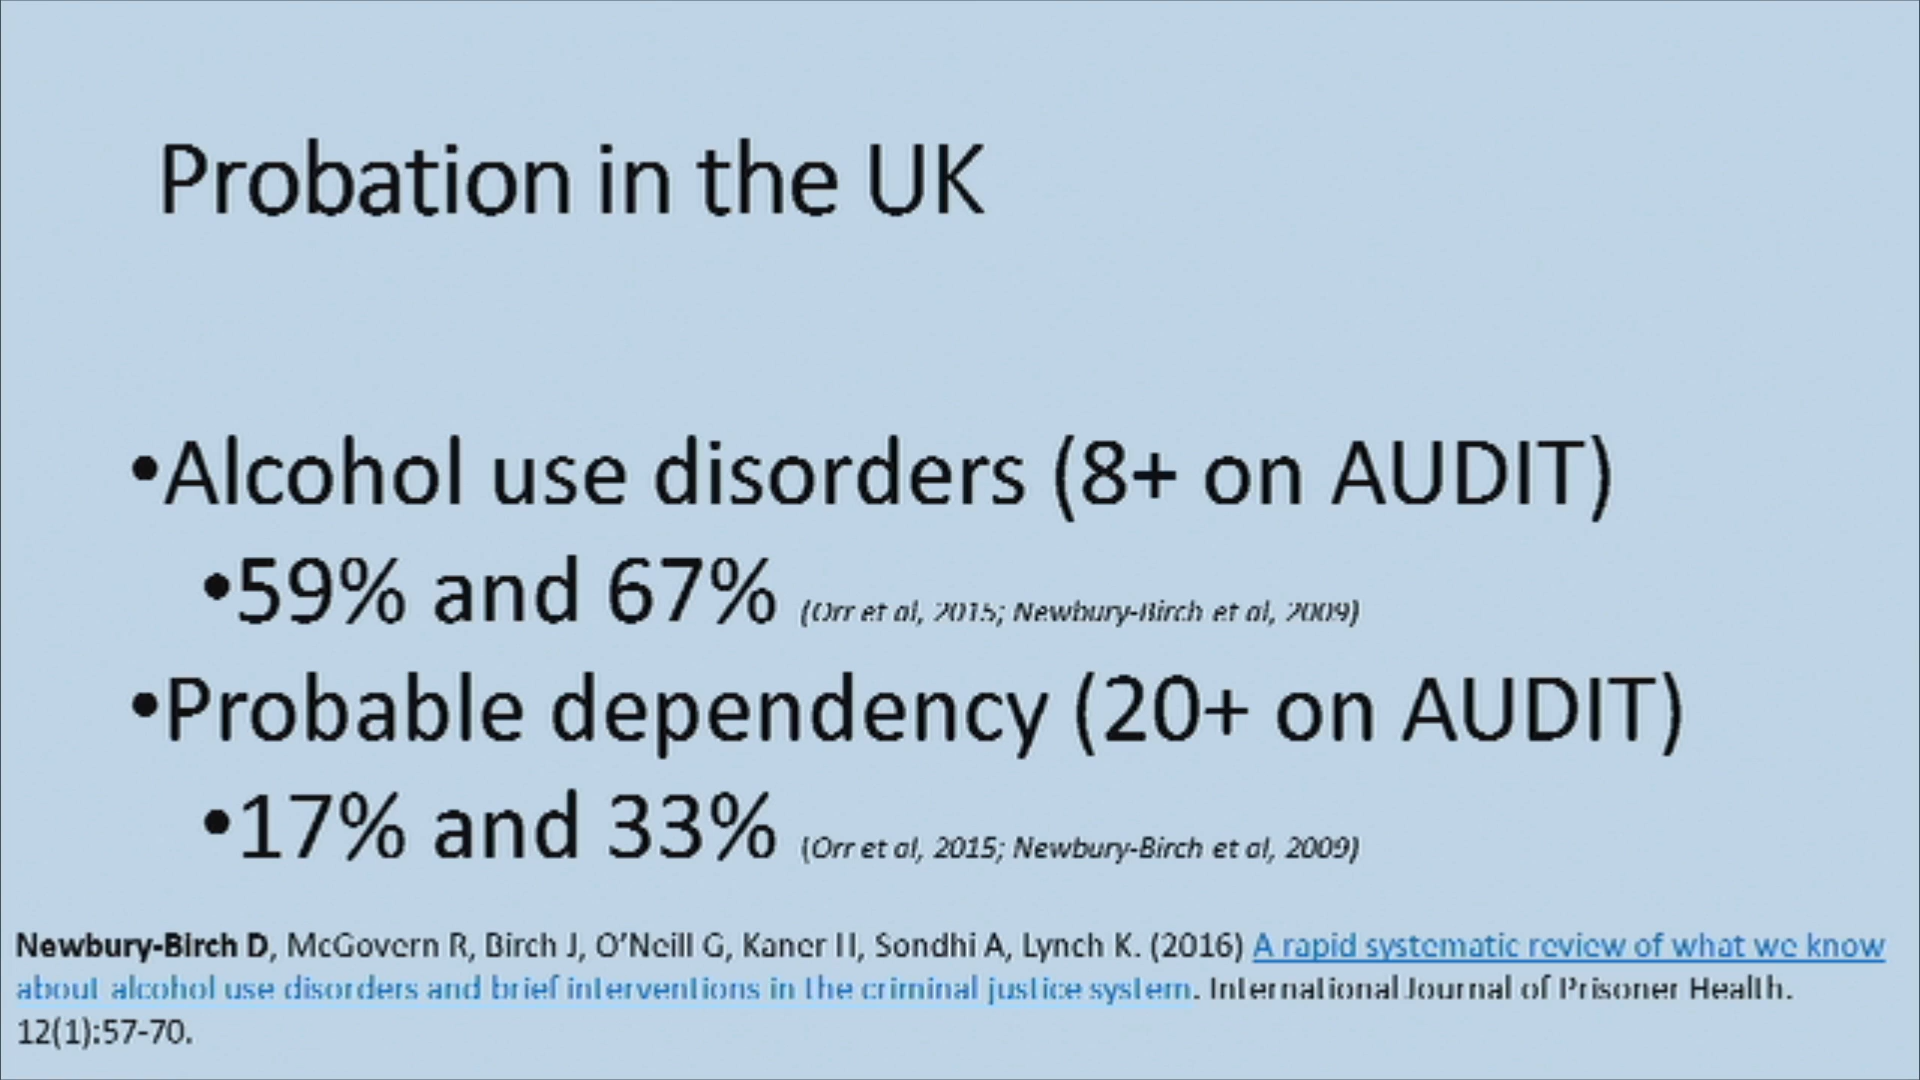 Probation in the UK
•Alcohol use disorders (8+ on AUDIT)
•59% and 67% (Orr et al, 2015; Newbury-Birch et al, 2009)
•Probable dependency (20+ on AUDIT)
•17% and 33% (Orr et al, 2015; Newbury-Birch et al, 2009)
Newbury-Birch D, McGovern R, Birch J, O'Neill G, Kaner H, Sondhi A, Lynch K. (2016) A rapid systematic review of what we know
about alcohol use disorders and brief interventions in the criminal justice system. International Journal of Prisoner Health.
12(1):57-70.